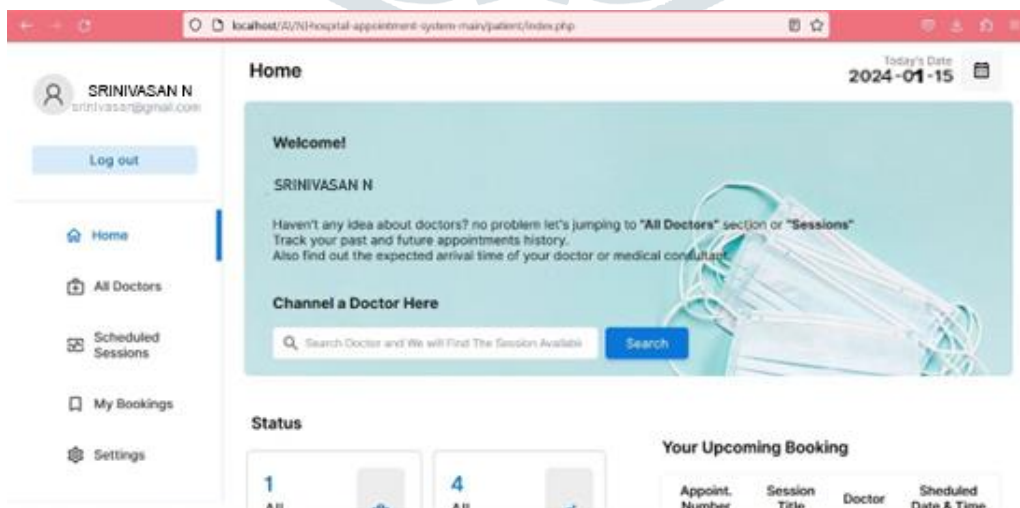 localhost/AI/N)Hospital-appointment-system-main/patient/index.php
SRINIVASAN N
srinivasan@gmail.com
Log out
Home
All Doctors
Scheduled
Sessions
My Bookings
Settings
Home
Today's Date
2024-01-15
Welcome!
SRINIVASAN N
Haven't any idea about doctors? no problem let's jumping to "All Doctors" section or "Sessions"
Track your past and future appointments history.
Also find out the expected arrival time of your doctor or medical consultant.
Channel a Doctor Here
Search Doctor and We will Find The Session Available
Search
Status
1
All
4
All
Your Upcoming Booking
Appoint.
Number
Session
Title
Doctor
Sheduled
Date & Time